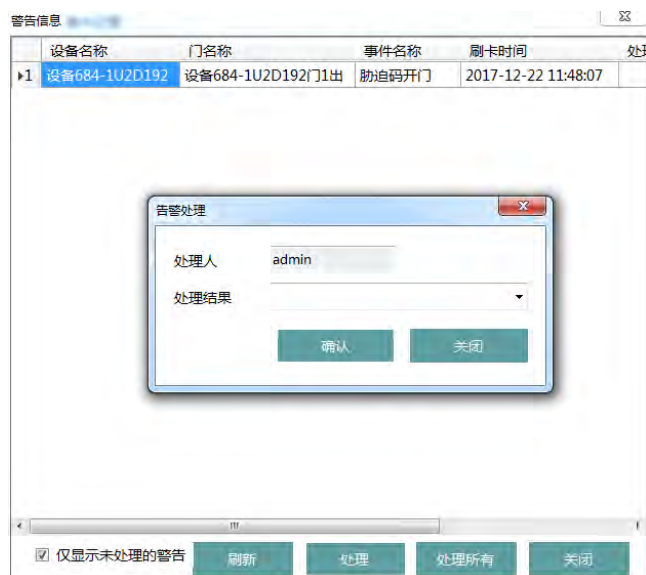 警告信息
设备名称 门名称 事件名称 刷卡时间
1 设备684-1U2D192 设备684-1U2D192门1出 胁迫码开门 2017-12-22 11:48:07
告警处理
处理人 admin
处理结果
确认 关闭
仅显示未处理的警告 刷新 处理 处理所有 关闭